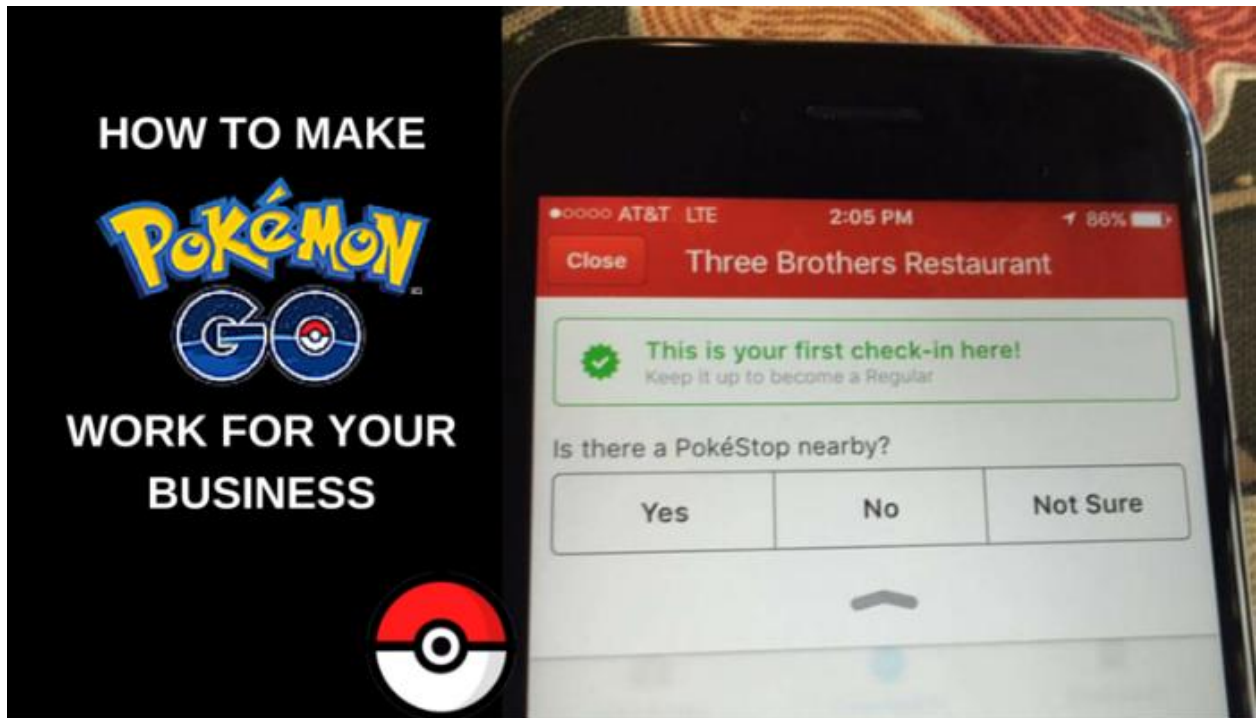 HOW TO MAKE
POKÉMON
GO
WORK FOR YOUR
BUSINESS
AT&T LTE 2:05 PM 86%
Close Three Brothers Restaurant
This is your first check-in here!
Keep it up to become a Regular
Is there a PokéStop nearby?
Yes No Not Sure